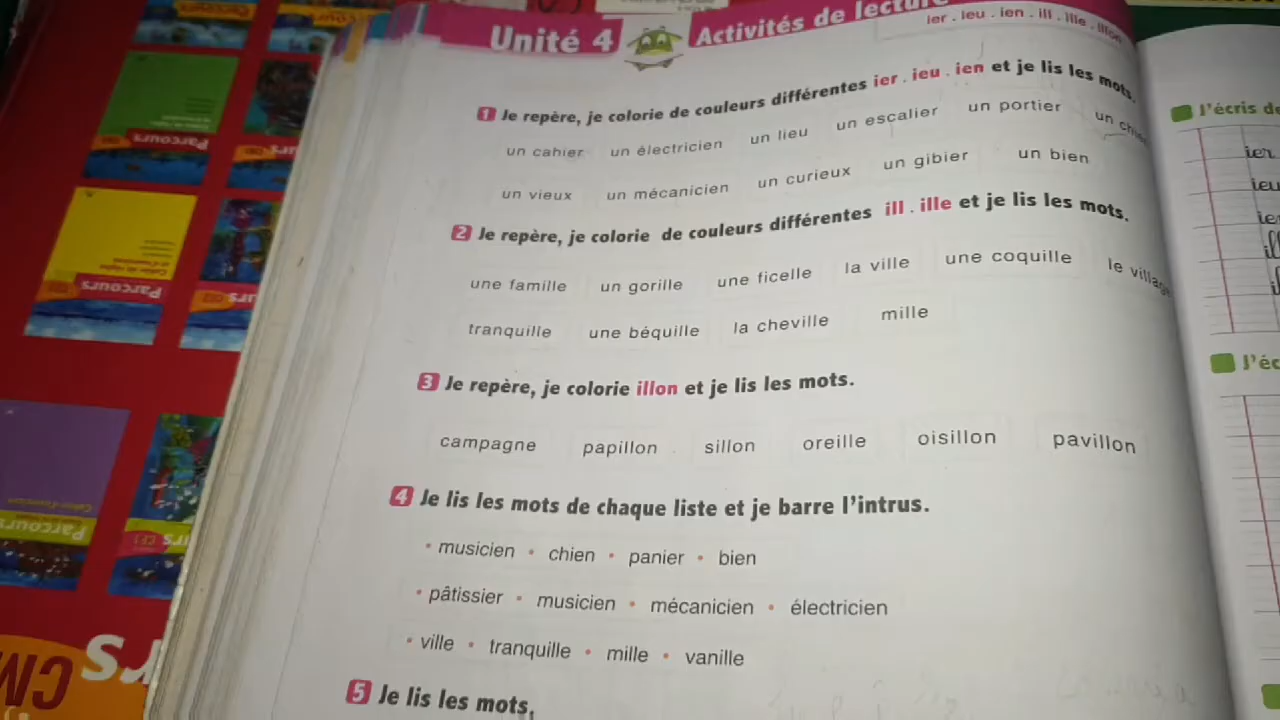 Unité 4 Activités de lecture
ier . ieu . ien . ill . ille . illon
1 Je repère, je colorie de couleurs différentes ier . ieu . ien et je lis les mots.
un cahier un électricien un lieu un escalier un portier un
un vieux un mécanicien un curieux un gibier un bien
2 Je repère, je colorie de couleurs différentes ill . ille et je lis les mots.
une famille un gorille une ficelle la ville une coquille le village
tranquille une béquille la cheville mille
3 Je repère, je colorie illon et je lis les mots.
campagne papillon sillon oreille oisillon pavillon
4 Je lis les mots de chaque liste et je barre l'intrus.
• musicien • chien • panier • bien
• pâtissier • musicien • mécanicien • électricien
• ville • tranquille • mille • vanille
5 Je lis les mots.
J'écris
ier
Parcours
Parcours
Parcours
CM